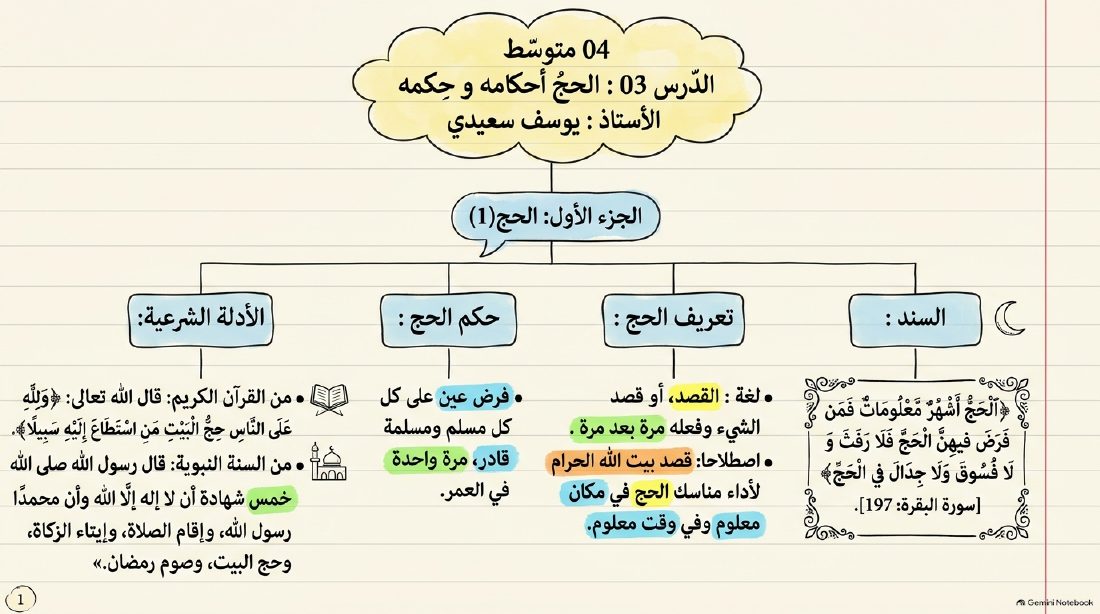 04 متوسّط
الدّرس 03 : الحجُ أحكامه و حِكمه
الأستاذ : يوسف سعيدي
الجزء الأول: الحج(1)
السند :
﴿ٱلْحَجُّ أَشْهُرٌ مَّعْلُومَاتٌ فَمَن
فَرَضَ فِيهِنَّ الْحَجَّ فَلَا رَفَثَ وَ
لَا فُسُوقَ وَلَا جِدَالَ فِي الْحَجِّ﴾
[سورة البقرة: 197].
تعريف الحج :
• لغة : القصد، أو قصد
الشيء وفعله مرة بعد مرة .
• اصطلاحا: قصد بيت الله الحرام
لأداء مناسك الحج في مكان
معلوم وفي وقت معلوم.
حكم الحج :
• فرض عين على كل
كل مسلم ومسلمة
قادر، مرة واحدة
في العمر.
الأدلة الشرعية:
• من القرآن الكريم: قال الله تعالى: ﴿وَلِلَّهِ
عَلَى النَّاسِ حِجُّ الْبَيْتِ مَنِ اسْتَطَاعَ إِلَيْهِ سَبِيلًا﴾.
• من السنة النبوية: قال رسول الله صلى الله
خمس شهادة أن لا إله إلَّا الله وأن محمدًا
رسول الله، وإقام الصلاة، وإيتاء الزكاة،
وحج البيت، وصوم رمضان.»
1
Gemini Notebook